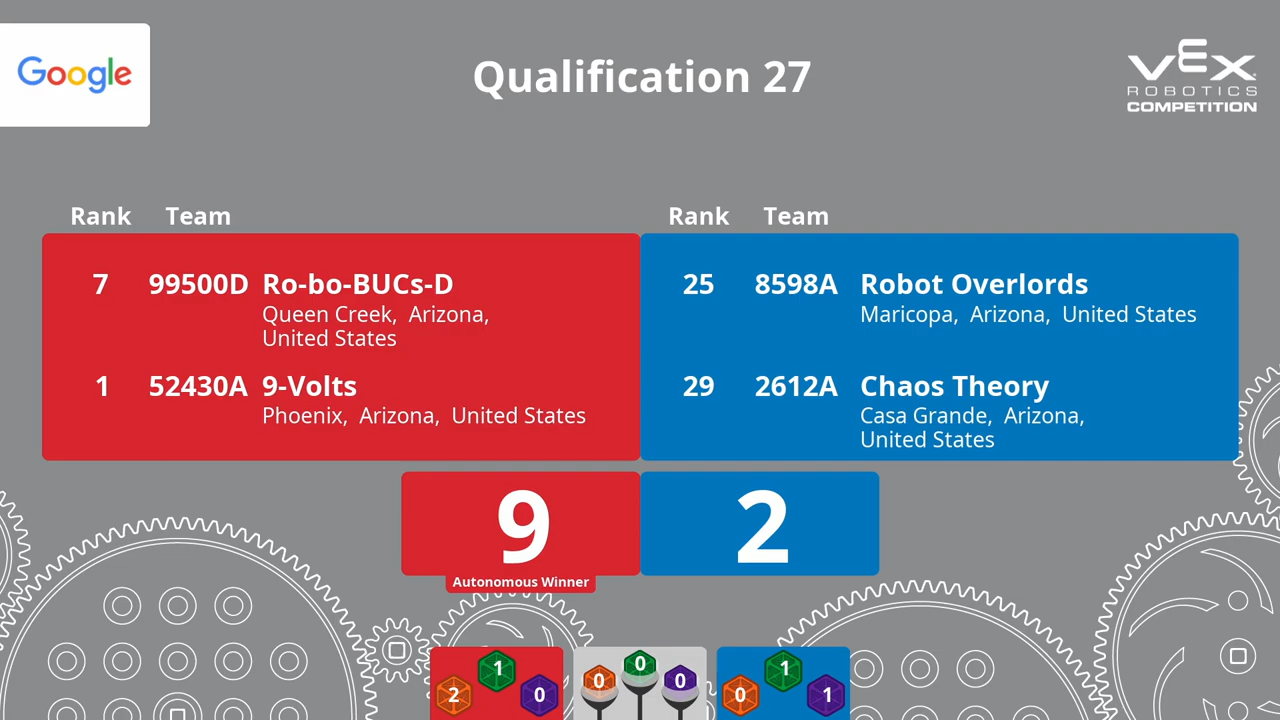 Google
Qualification 27
VEX
ROBOTICS
COMPETITION
Rank Team
Rank Team
7 99500D Ro-bo-BUCs-D
Queen Creek, Arizona,
United States
1 52430A 9-Volts
Phoenix, Arizona, United States
25 8598A Robot Overlords
Maricopa, Arizona, United States
29 2612A Chaos Theory
Casa Grande, Arizona,
United States
9
2
Autonomous Winner
2 1 0
0 0 0
0 1 1